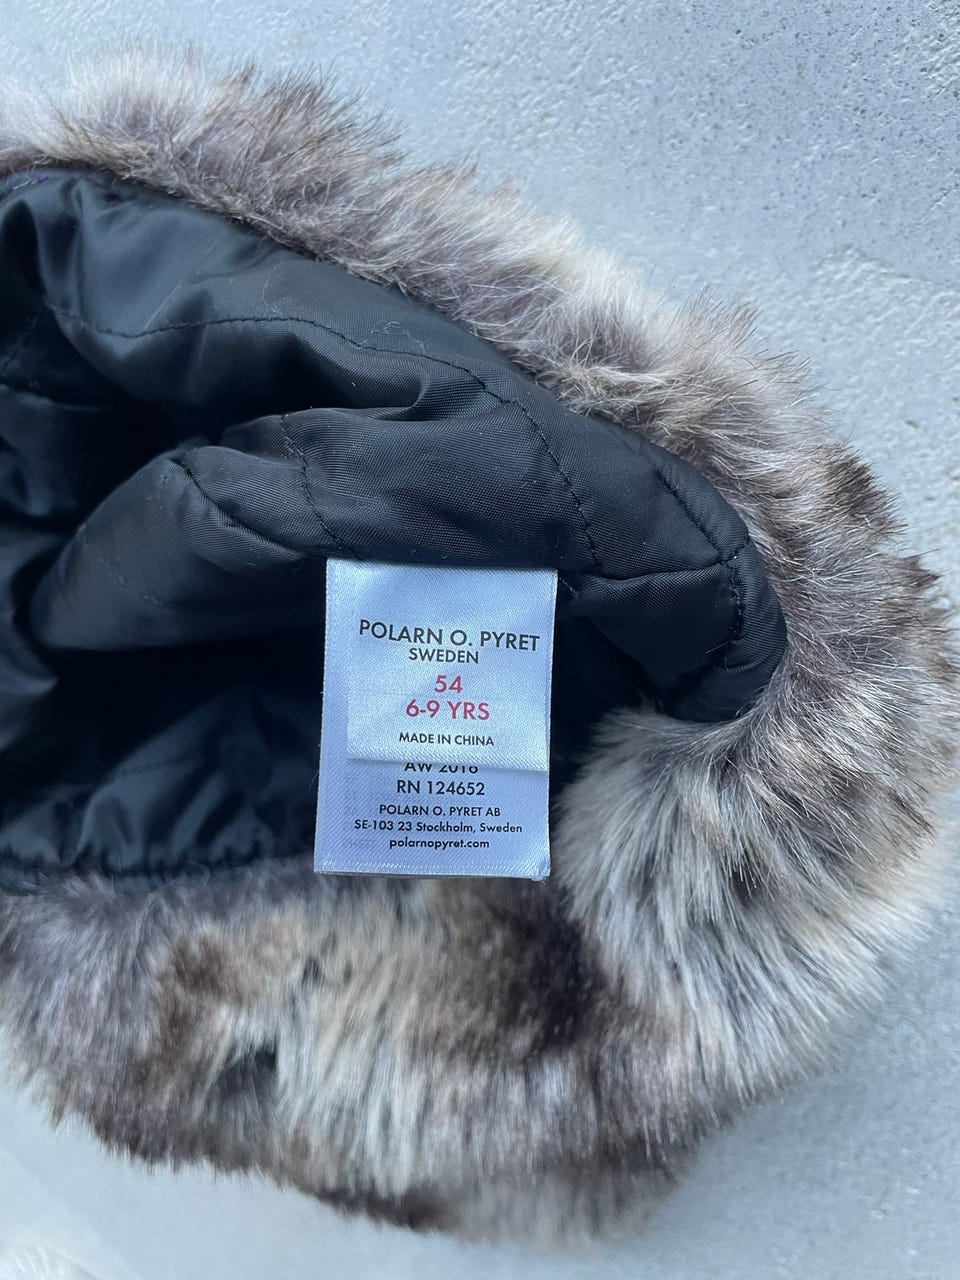 POLARN O. PYRET
SWEDEN
54
6-9 YRS
MADE IN CHINA
AW 2016
RN 124652
POLARN O. PYRET AB
SE-103 23 Stockholm, Sweden
polarnopyret.com